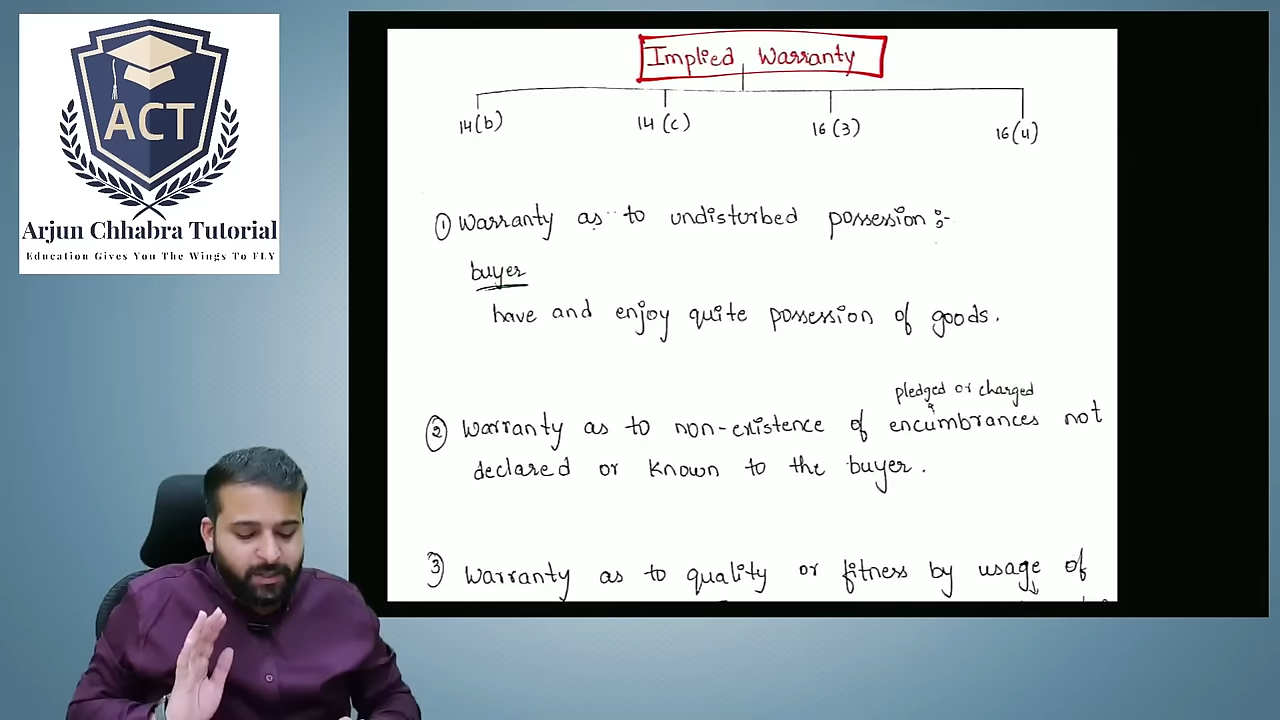 ACT
Arjun Chhabra Tutorial
Education Gives You The Wings To FLY
Implied Warranty
14(b) 14(c) 16(3) 16(4)
① Warranty as to undisturbed possession :-
buyer
have and enjoy quite possession of goods.
pledged or charged
② Warranty as to non-existence of encumbrances not
declared or known to the buyer.
③ Warranty as to quality or fitness by usage of